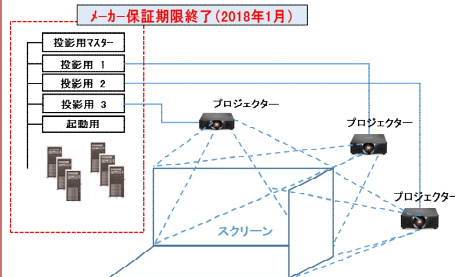 メーカー保証期限終了（2018年1月）
投影用マスター
投影用 1
投影用 2
投影用 3
起動用
プロジェクター
プロジェクター
プロジェクター
スクリーン